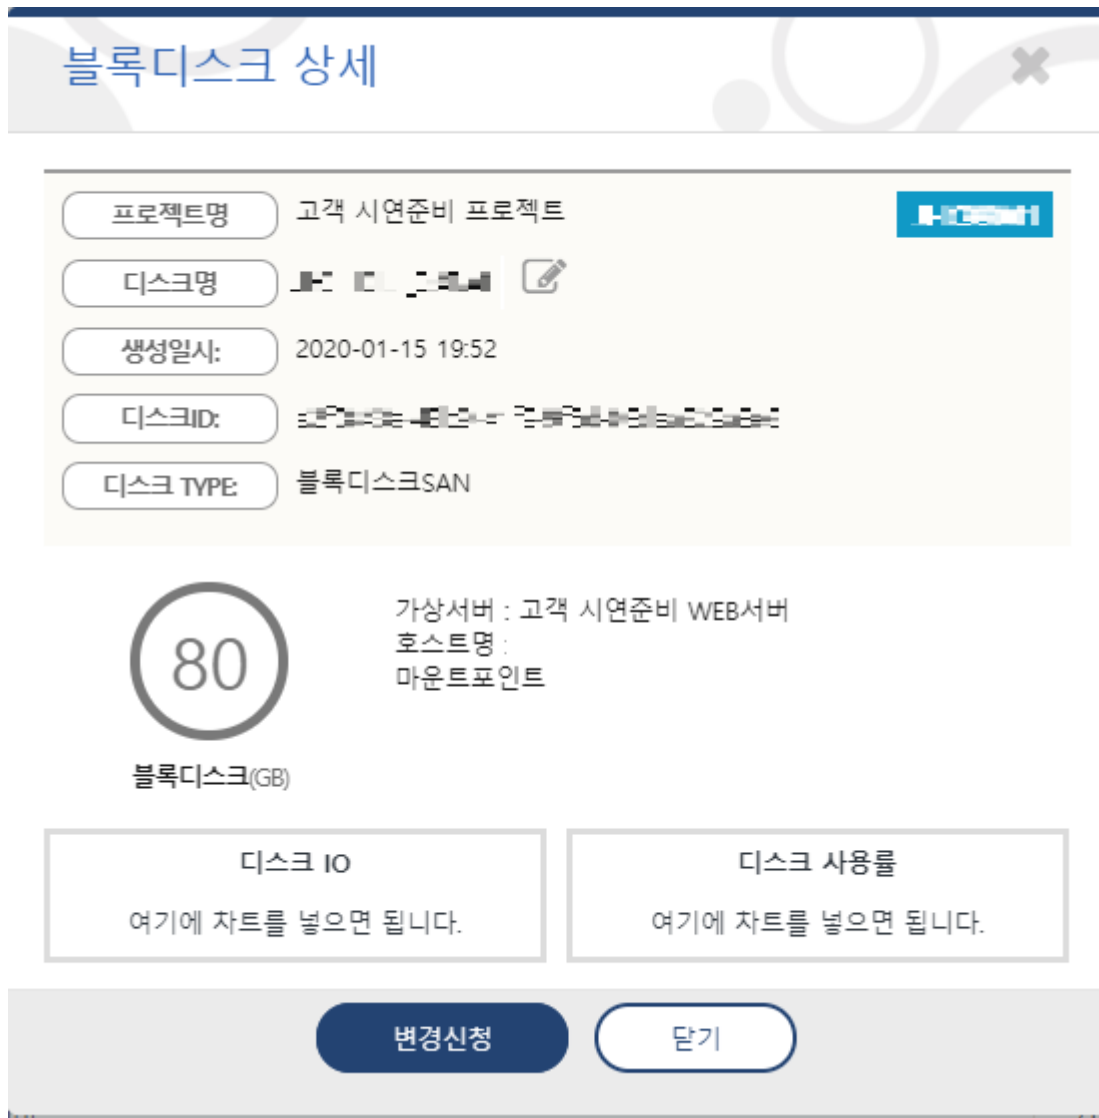 블록디스크 상세
프로젝트명 고객 시연준비 프로젝트
디스크명
생성일시: 2020-01-15 19:52
디스크ID:
디스크 TYPE: 블록디스크SAN
80
블록디스크(GB)
가상서버 : 고객 시연준비 WEB서버
호스트명 :
마운트포인트
디스크 IO
여기에 차트를 넣으면 됩니다.
디스크 사용률
여기에 차트를 넣으면 됩니다.
변경신청
닫기